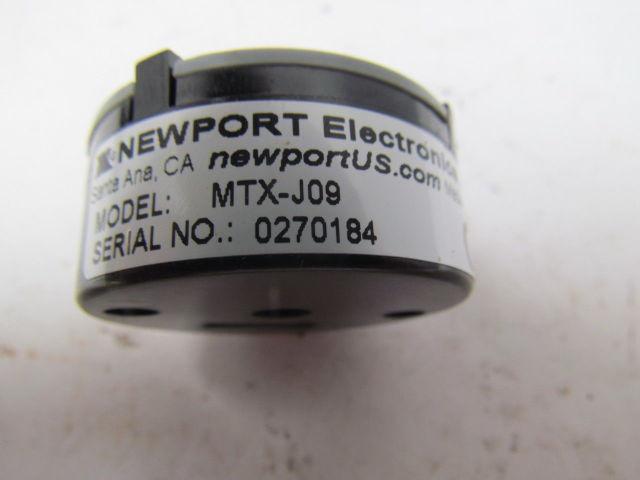 NEWPORT Electronics
Santa Ana, CA newportUS.com
MODEL: MTX-J09
SERIAL NO.: 0270184